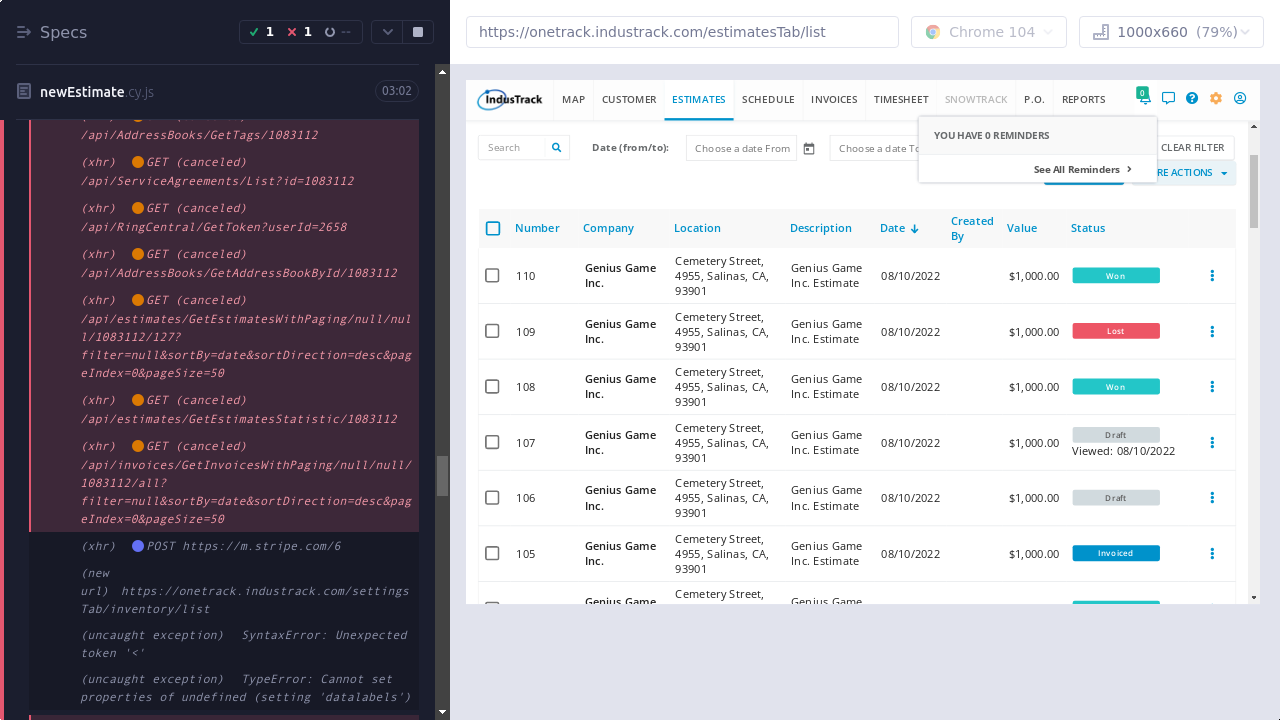 Specs
1
1
--
newEstimate.cy.js
03:02
/api/AddressBooks/GetTags/1083112
(xhr) GET (canceled)
/api/ServiceAgreements/List?id=1083112
(xhr) GET (canceled)
/api/RingCentral/GetToken?userId=2658
(xhr) GET (canceled)
/api/AddressBooks/GetAddressBookById/1083112
(xhr) GET (canceled)
/api/estimates/GetEstimatesWithPaging/null/nul
l/1083112/127?
filter=null&sortBy=date&sortDirection=desc&pag
eIndex=0&pageSize=50
(xhr) GET (canceled)
/api/estimates/GetEstimatesStatistic/1083112
(xhr) GET (canceled)
/api/invoices/GetInvoicesWithPaging/null/null/
1083112/all?
filter=null&sortBy=date&sortDirection=desc&pag
eIndex=0&pageSize=50
(xhr) POST https://m.stripe.com/6
(new
url) https://onetrack.industrack.com/settings
Tab/inventory/list
(uncaught exception) SyntaxError: Unexpected
token '<'
(uncaught exception) TypeError: Cannot set
properties of undefined (setting 'datalabels')
https://onetrack.industrack.com/estimatesTab/list
Chrome 104
1000x660 (79%)
IndusTrack
MAP
CUSTOMER
ESTIMATES
SCHEDULE
INVOICES
TIMESHEET
SNOWTRACK
P.O.
REPORTS
0
YOU HAVE 0 REMINDERS
See All Reminders
Search
Date (from/to):
Choose a date From
Choose a date To
CLEAR FILTER
RE ACTIONS
Number
Company
Location
Description
Date
Created
By
Value
Status
110
Genius Game
Inc.
Cemetery Street,
4955, Salinas, CA,
93901
Genius Game
Inc. Estimate
08/10/2022
$1,000.00
Won
109
Genius Game
Inc.
Cemetery Street,
4955, Salinas, CA,
93901
Genius Game
Inc. Estimate
08/10/2022
$1,000.00
Lost
108
Genius Game
Inc.
Cemetery Street,
4955, Salinas, CA,
93901
Genius Game
Inc. Estimate
08/10/2022
$1,000.00
Won
107
Genius Game
Inc.
Cemetery Street,
4955, Salinas, CA,
93901
Genius Game
Inc. Estimate
08/10/2022
$1,000.00
Draft
Viewed: 08/10/2022
106
Genius Game
Inc.
Cemetery Street,
4955, Salinas, CA,
93901
Genius Game
Inc. Estimate
08/10/2022
$1,000.00
Draft
105
Genius Game
Inc.
Cemetery Street,
4955, Salinas, CA,
93901
Genius Game
Inc. Estimate
08/10/2022
$1,000.00
Invoiced
Genius Game
Cemetery Street,
Genius Game